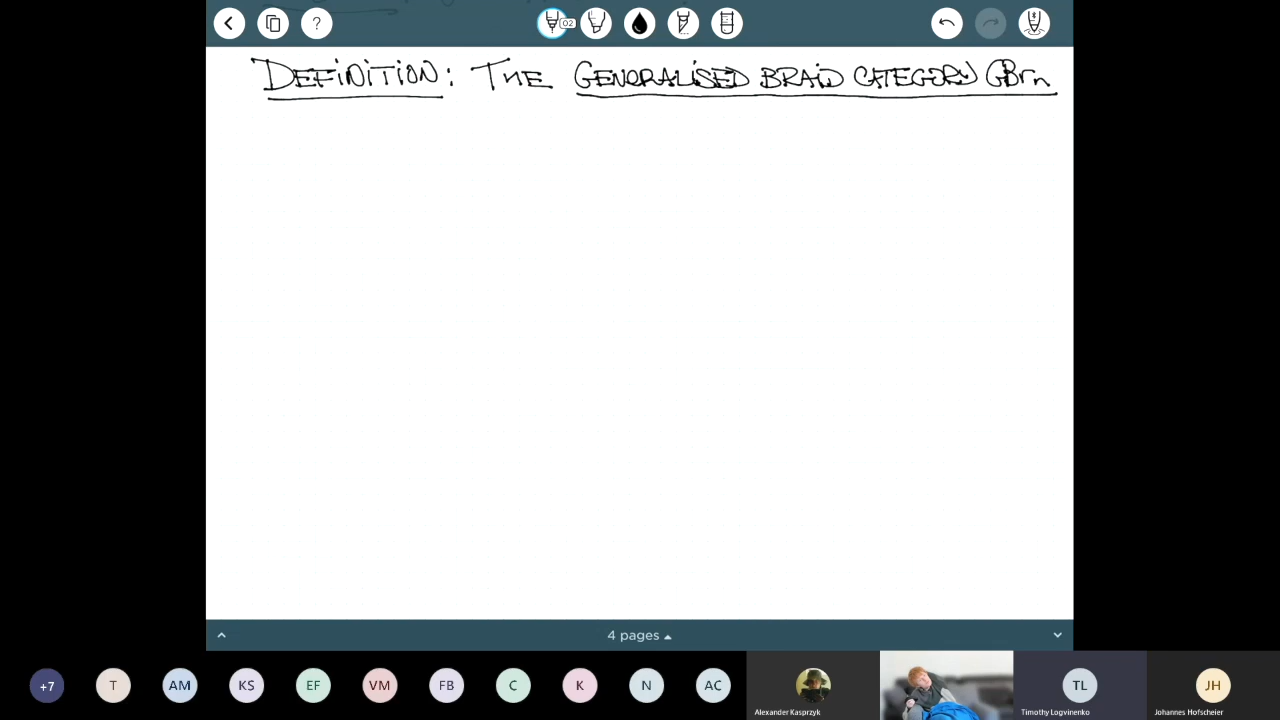 ?
02
DEFINITION: THE GENERALISED BRAID CATEGORY GBrn
4 pages
+7
T
AM
KS
EF
VM
FB
C
K
N
AC
Alexander Kasprzyk
TL
Timothy Logvinenko
JH
Johannes Hofscheier